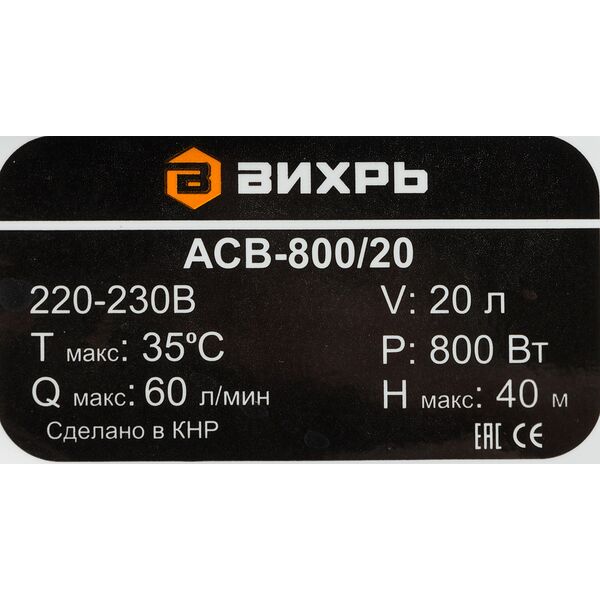 ВИХРЬ
АСВ-800/20
220-230В V: 20 л
T макс: 35ºC P: 800 Вт
Q макс: 60 л/мин H макс: 40 м
Сделано в КНР EAC CE